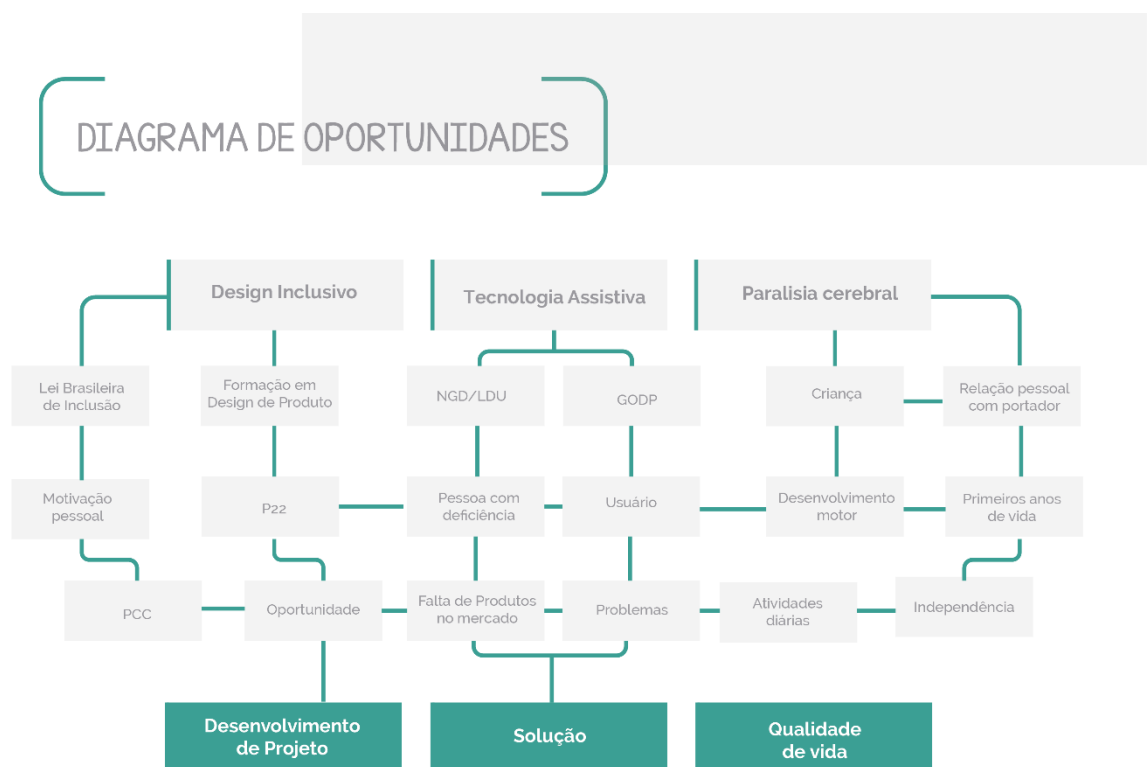 DIAGRAMA DE OPORTUNIDADES
Design Inclusivo
Tecnologia Assistiva
Paralisia cerebral
Lei Brasileira
de Inclusão
Formação em
Design de Produto
NGD/LDU
GODP
Criança
Relação pessoal
com portador
Motivação
pessoal
P22
Pessoa com
deficiência
Usuário
Desenvolvimento
motor
Primeiros anos
de vida
PCC
Oportunidade
Falta de Produtos
no mercado
Problemas
Atividades
diárias
Independência
Desenvolvimento
de Projeto
Solução
Qualidade
de vida